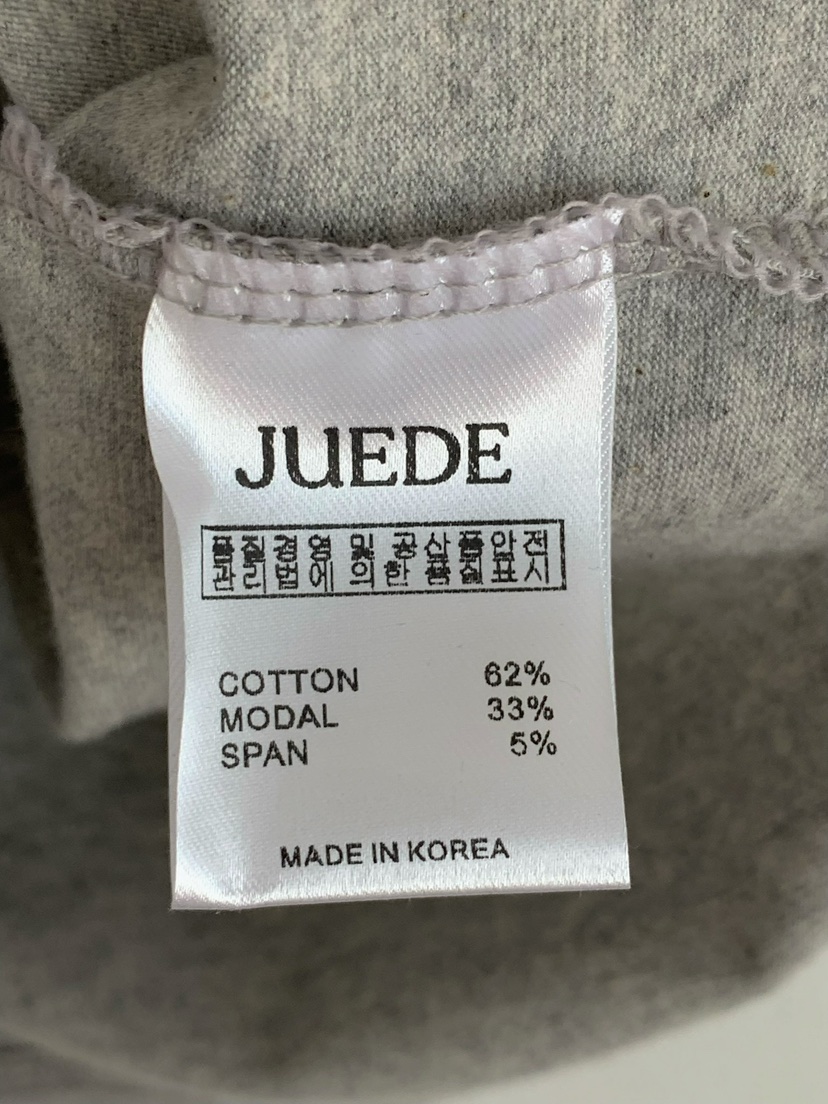 JUEDE
품질경영 및 공산품안전
관리법에 의한 품질표시
COTTON 62%
MODAL 33%
SPAN 5%
MADE IN KOREA